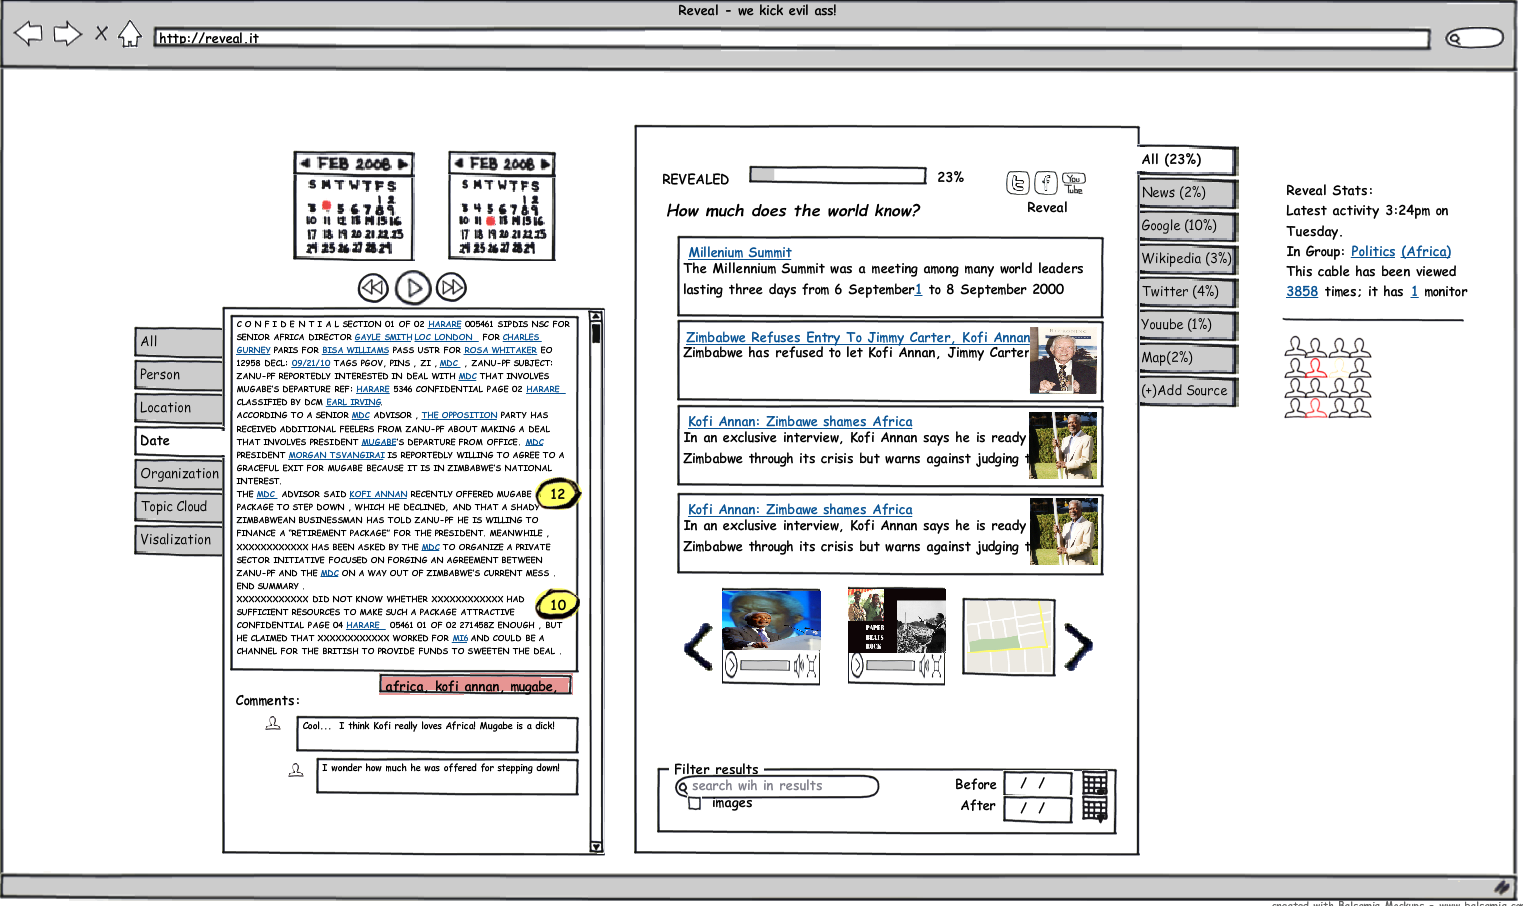 Reveal - we kick evil ass!
http://reveal.it
FEB 2008
S M T W T F S
1 2
3 5 6 7 8 9
10 11 12 13 14 15 16
17 18 19 20 21 22 23
24 25 26 27 28 29
FEB 2008
S M T W T F S
1 2
3 4 5 6 7 8 9
10 11 13 14 15 16
17 18 19 20 21 22 23
24 25 26 27 28 29
All
Person
Location
Date
Organization
Topic Cloud
Visalization
C O N F I D E N T I A L SECTION 01 OF 02 HARARE 005461 SIPDIS NSC FOR
SENIOR AFRICA DIRECTOR GAYLE SMITH LOC LONDON FOR CHARLES
GURNEY PARIS FOR BISA WILLIAMS PASS USTR FOR ROSA WHITAKER EO
12958 DECL: 09/21/10 TAGS PGOV, PINS , ZI , MDC , ZANU-PF SUBJECT:
ZANU-PF REPORTEDLY INTERESTED IN DEAL WITH MDC THAT INVOLVES
MUGABE'S DEPARTURE REF: HARARE 5346 CONFIDENTIAL PAGE 02 HARARE
CLASSIFIED BY DCM EARL IRVING.
ACCORDING TO A SENIOR MDC ADVISOR , THE OPPOSITION PARTY HAS
RECEIVED ADDITIONAL FEELERS FROM ZANU-PF ABOUT MAKING A DEAL
THAT INVOLVES PRESIDENT MUGABE'S DEPARTURE FROM OFFICE. MDC
PRESIDENT MORGAN TSVANGIRAI IS REPORTEDLY WILLING TO AGREE TO A
GRACEFUL EXIT FOR MUGABE BECAUSE IT IS IN ZIMBABWE'S NATIONAL
INTEREST.
THE MDC ADVISOR SAID KOFI ANNAN RECENTLY OFFERED MUGABE
12
PACKAGE TO STEP DOWN , WHICH HE DECLINED, AND THAT A SHADY
ZIMBABWEAN BUSINESSMAN HAS TOLD ZANU-PF HE IS WILLING TO
FINANCE A "RETIREMENT PACKAGE" FOR THE PRESIDENT. MEANWHILE ,
XXXXXXXXXXXX HAS BEEN ASKED BY THE MDC TO ORGANIZE A PRIVATE
SECTOR INITIATIVE FOCUSED ON FORGING AN AGREEMENT BETWEEN
ZANU-PF AND THE MDC ON A WAY OUT OF ZIMBABWE'S CURRENT MESS .
END SUMMARY .
XXXXXXXXXXXX DID NOT KNOW WHETHER XXXXXXXXXXXX HAD
10
SUFFICIENT RESOURCES TO MAKE SUCH A PACKAGE ATTRACTIVE
CONFIDENTIAL PAGE 04 HARARE 05461 01 OF 02 271458Z ENOUGH , BUT
HE CLAIMED THAT XXXXXXXXXXXX WORKED FOR MI6 AND COULD BE A
CHANNEL FOR THE BRITISH TO PROVIDE FUNDS TO SWEETEN THE DEAL .
africa, kofi annan, mugabe,
Comments:
Cool... I think Kofi really loves Africa! Mugabe is a dick!
I wonder how much he was offered for stepping down!
REVEALED
23%
You
Tube
Reveal
How much does the world know?
Millenium Summit
The Millennium Summit was a meeting among many world leaders
lasting three days from 6 September1 to 8 September 2000
Zimbabwe Refuses Entry To Jimmy Carter, Kofi Annan
Zimbabwe has refused to let Kofi Annan, Jimmy Carter
Kofi Annan: Zimbabwe shames Africa
In an exclusive interview, Kofi Annan says he is ready
Zimbabwe through its crisis but warns against judging t
Kofi Annan: Zimbabwe shames Africa
In an exclusive interview, Kofi Annan says he is ready
Zimbabwe through its crisis but warns against judging t
PAPER
BEATS
ROCK
Filter results
search wih in results
images
Before
/ /
After
/ /
All (23%)
News (2%)
Google (10%)
Wikipedia (3%)
Twitter (4%)
Youube (1%)
Map(2%)
(+)Add Source
Reveal Stats:
Latest activity 3:24pm on
Tuesday.
In Group: Politics (Africa)
This cable has been viewed
3858 times; it has 1 monitor
created with Balsamiq Mockups - www.balsamiq.com